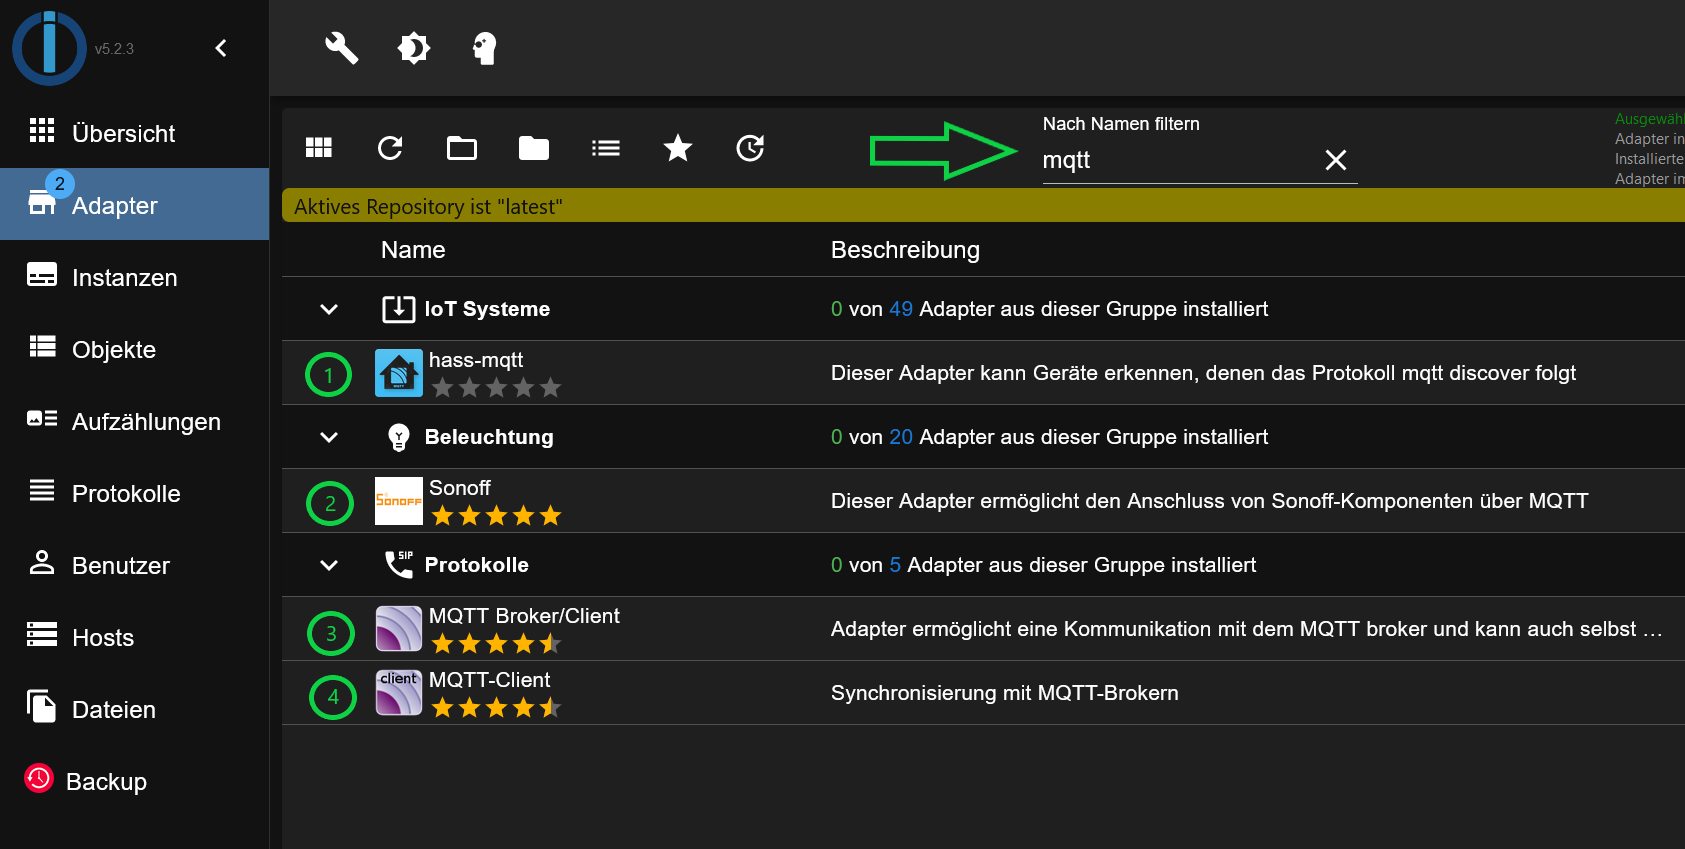 v5.2.3
Übersicht
2
Adapter
Instanzen
Objekte
Aufzählungen
Protokolle
Benutzer
Hosts
Dateien
Backup
Nach Namen filtern
mqtt
Ausgewähl
Adapter in
Installierte
Adapter im
Aktives Repository ist "latest"
Name Beschreibung
IoT Systeme 0 von 49 Adapter aus dieser Gruppe installiert
1 hass-mqtt Dieser Adapter kann Geräte erkennen, denen das Protokoll mqtt discover folgt
Beleuchtung 0 von 20 Adapter aus dieser Gruppe installiert
2 SONOFF Sonoff Dieser Adapter ermöglicht den Anschluss von Sonoff-Komponenten über MQTT
SIP Protokolle 0 von 5 Adapter aus dieser Gruppe installiert
3 MQTT Broker/Client Adapter ermöglicht eine Kommunikation mit dem MQTT broker und kann auch selbst …
4 client MQTT-Client Synchronisierung mit MQTT-Brokern